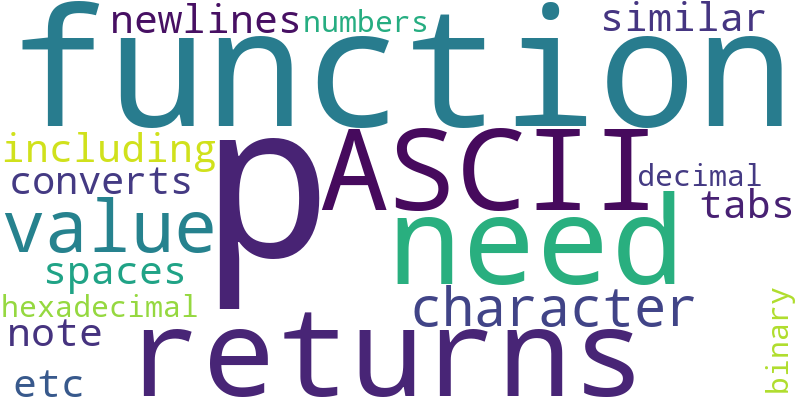 function
newlines
numbers
similar
p
ASCII
including
decimal
converts
tabs
value
need
spaces
character
hexadecimal
binary
note
returns
etc